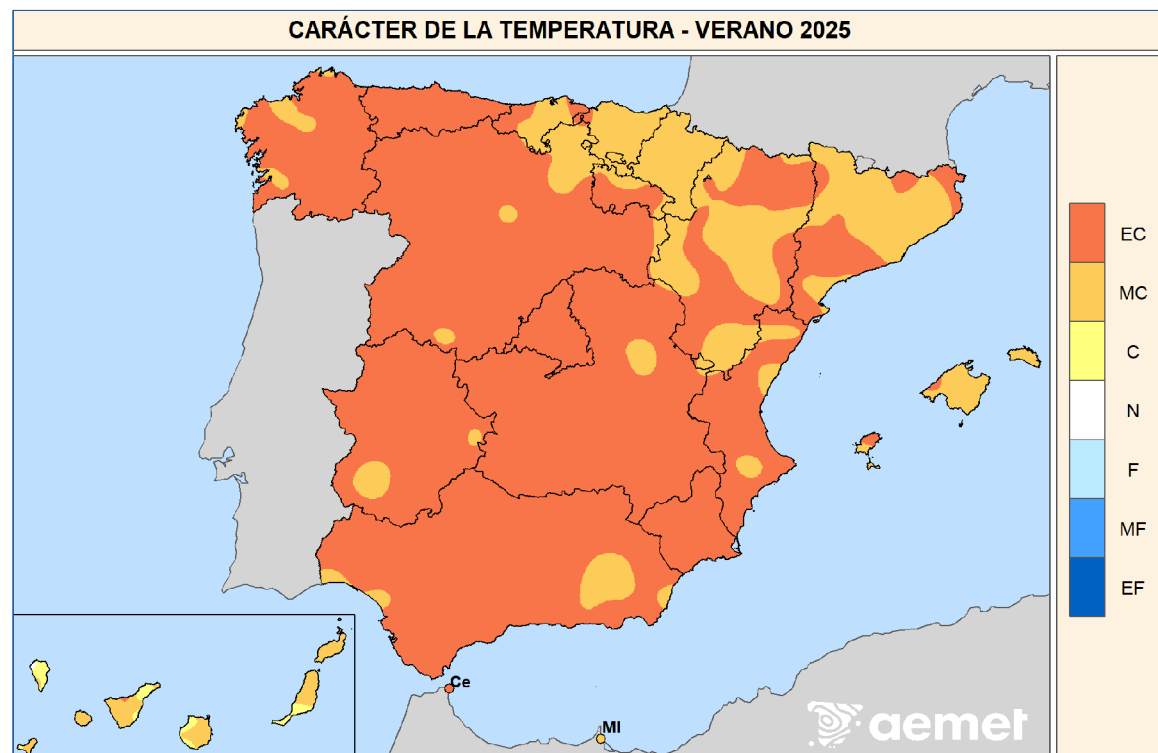 CARÁCTER DE LA TEMPERATURA - VERANO 2025
EC
MC
C
N
F
MF
EF
Ce
Ml
aemet